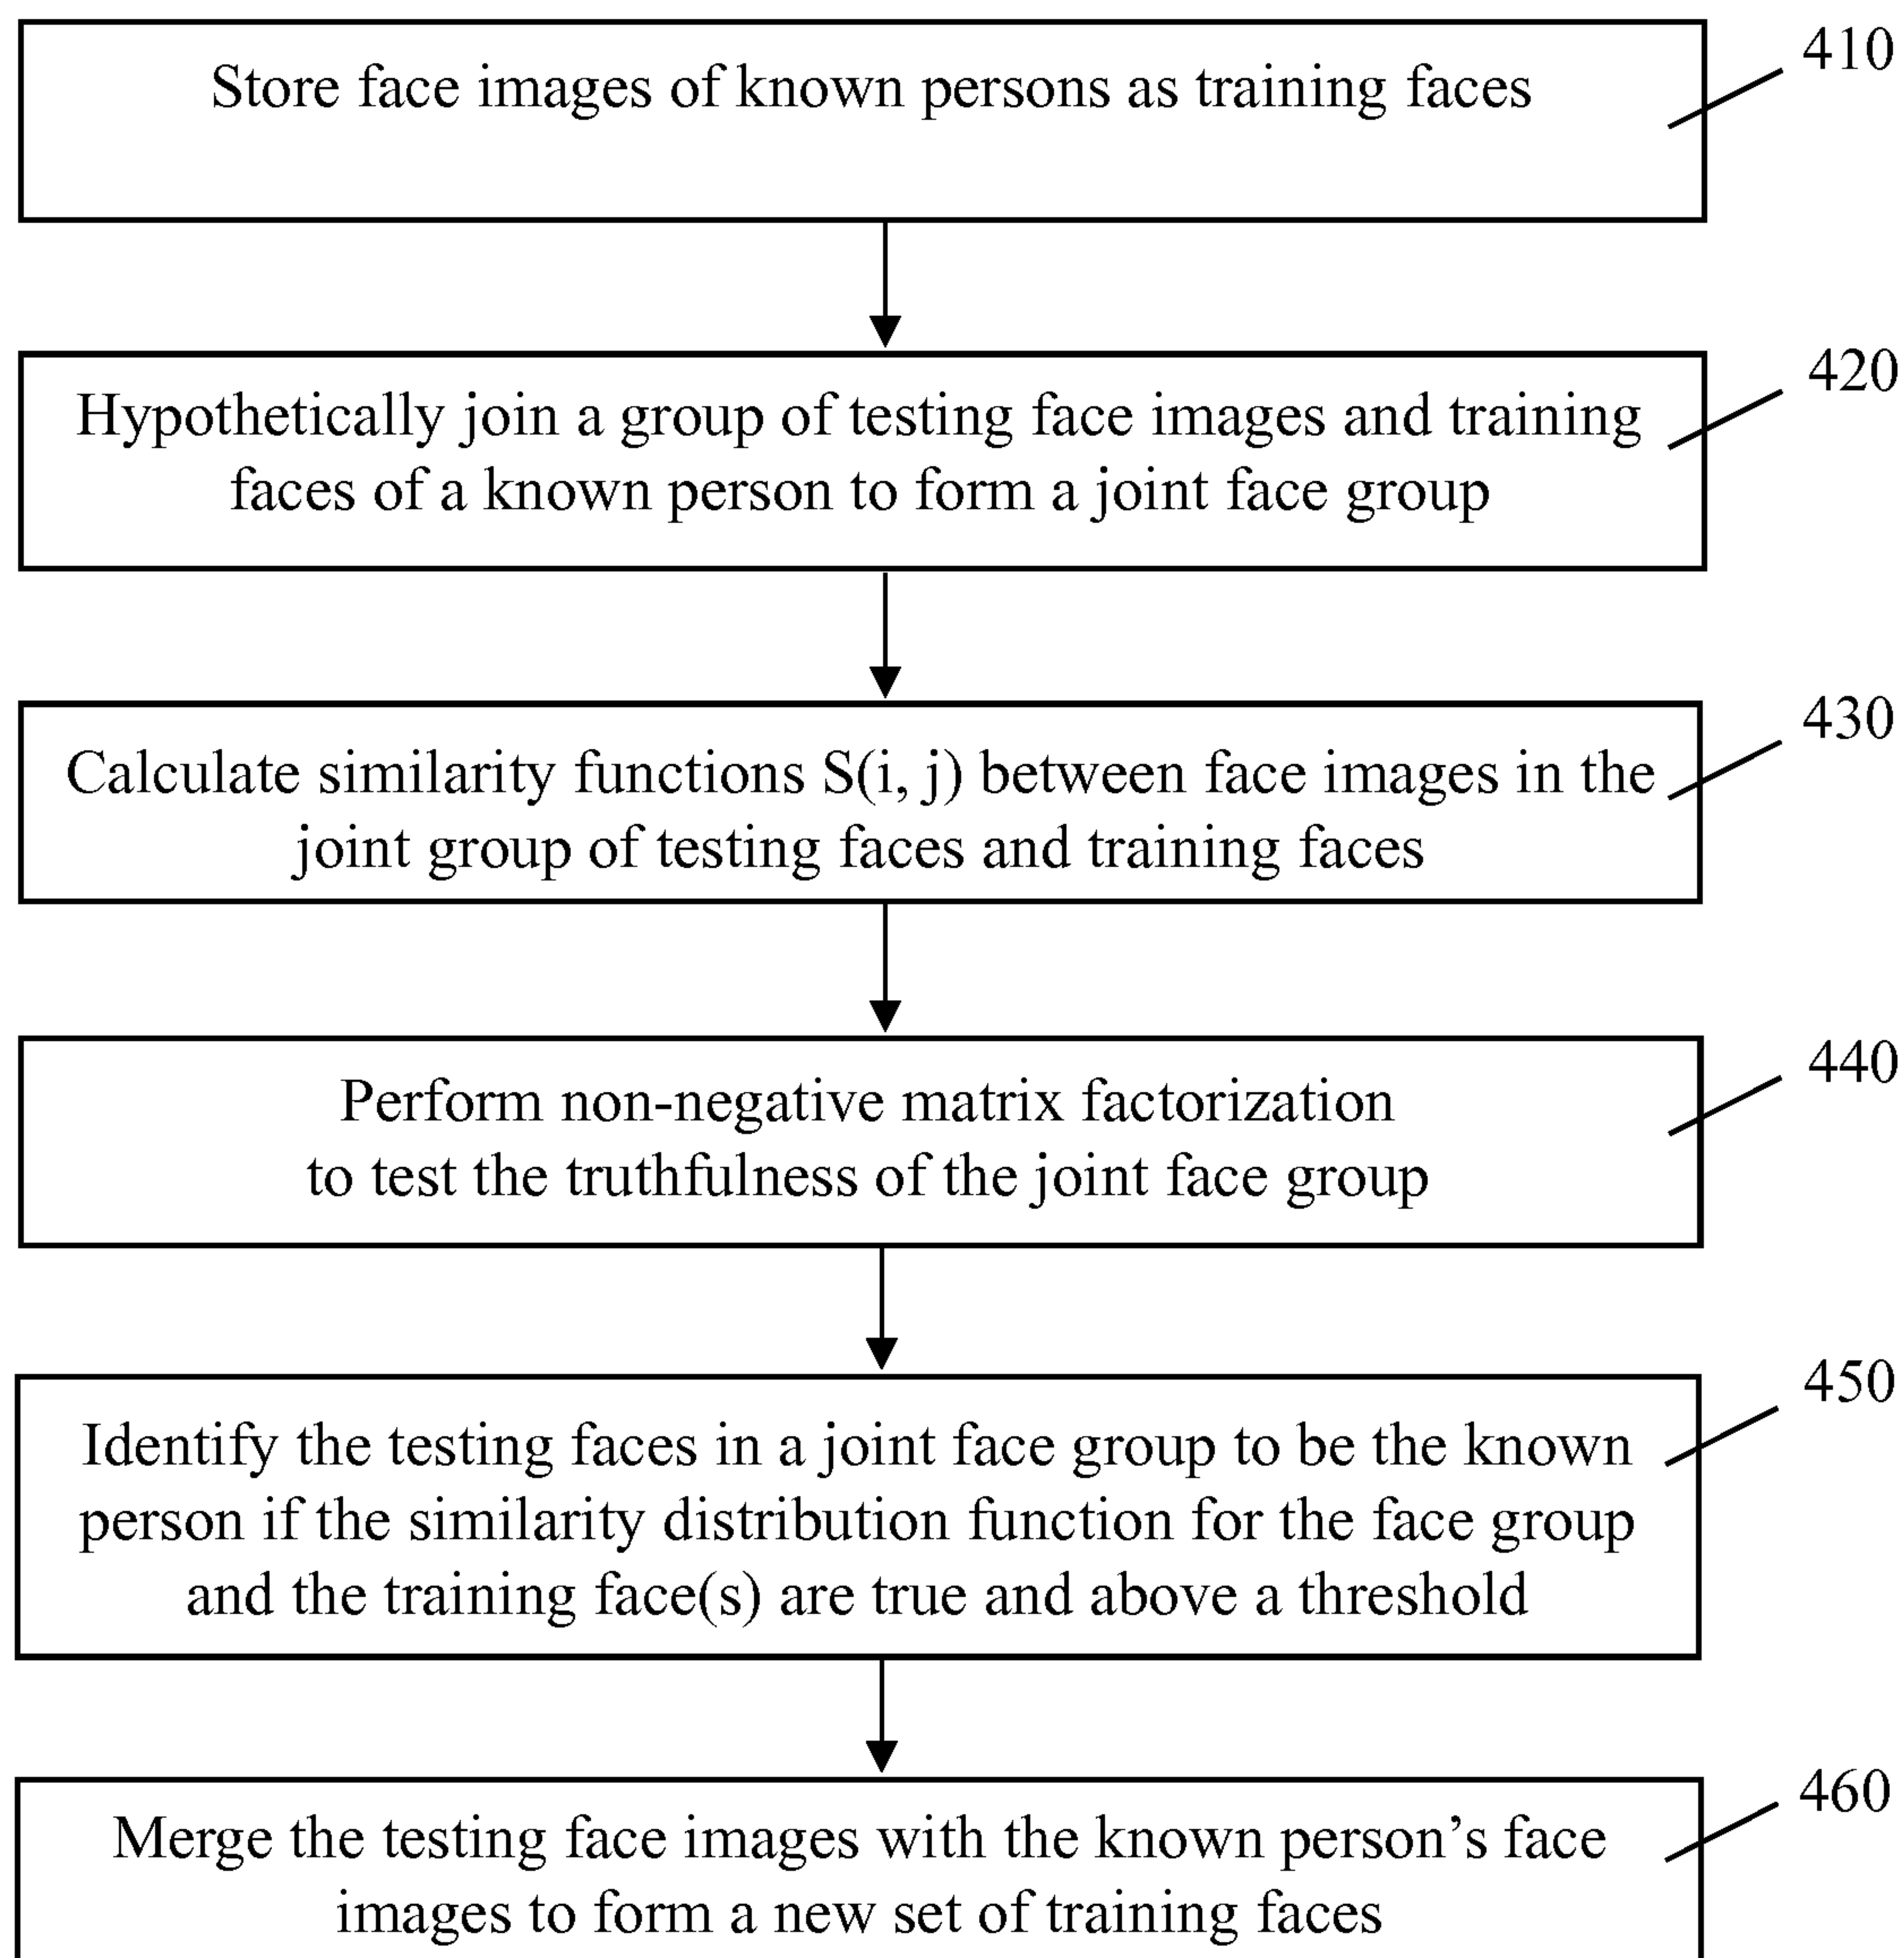 410
Store face images of known persons as training faces
420
Hypothetically join a group of testing face images and training
faces of a known person to form a joint face group
430
Calculate similarity functions S(i, j) between face images in the
joint group of testing faces and training faces
440
Perform non-negative matrix factorization
to test the truthfulness of the joint face group
450
Identify the testing faces in a joint face group to be the known
person if the similarity distribution function for the face group
and the training face(s) are true and above a threshold
460
Merge the testing face images with the known person’s face
images to form a new set of training faces